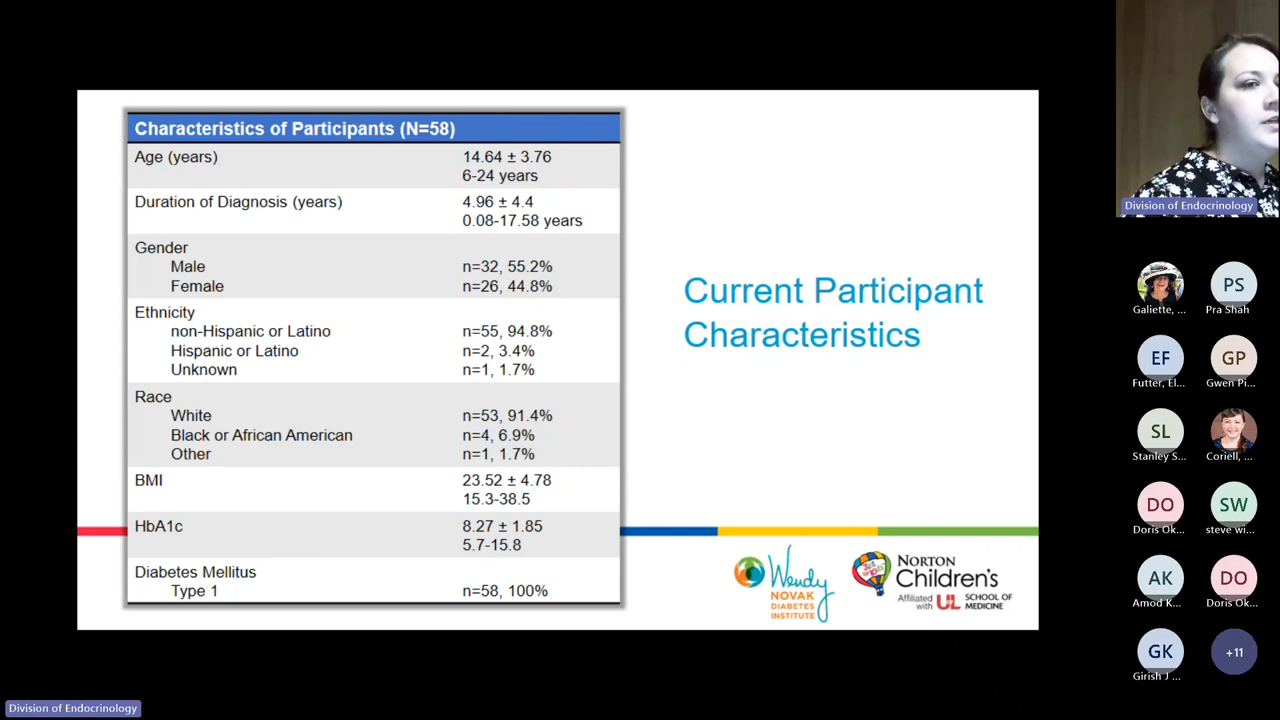 Characteristics of Participants (N=58)
Age (years) 14.64 ± 3.76
6-24 years
Duration of Diagnosis (years) 4.96 ± 4.4
0.08-17.58 years
Gender
Male n=32, 55.2%
Female n=26, 44.8%
Ethnicity
non-Hispanic or Latino n=55, 94.8%
Hispanic or Latino n=2, 3.4%
Unknown n=1, 1.7%
Race
White n=53, 91.4%
Black or African American n=4, 6.9%
Other n=1, 1.7%
BMI 23.52 ± 4.78
15.3-38.5
HbA1c 8.27 ± 1.85
5.7-15.8
Diabetes Mellitus
Type 1 n=58, 100%
Current Participant
Characteristics
Wendy
NOVAK
DIABETES
INSTITUTE
NORTON
Children's
Affiliated
with UL SCHOOL OF
MEDICINE
Division of Endocrinology
Galiette, ...
PS
Pra Shah
EF
Futter, El...
GP
Gwen Pi...
SL
Stanley S...
Coriell, ...
DO
Doris Ok...
SW
steve wi...
AK
Amod K...
DO
Doris Ok...
GK
Girish J ...
+11
Division of Endocrinology